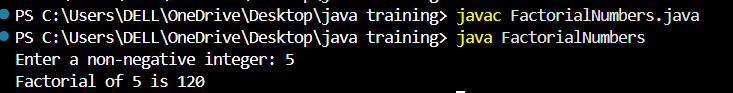 PS C:\Users\DELL\OneDrive\Desktop\java training> javac FactorialNumbers.java
PS C:\Users\DELL\OneDrive\Desktop\java training> java FactorialNumbers
Enter a non-negative integer: 5
Factorial of 5 is 120